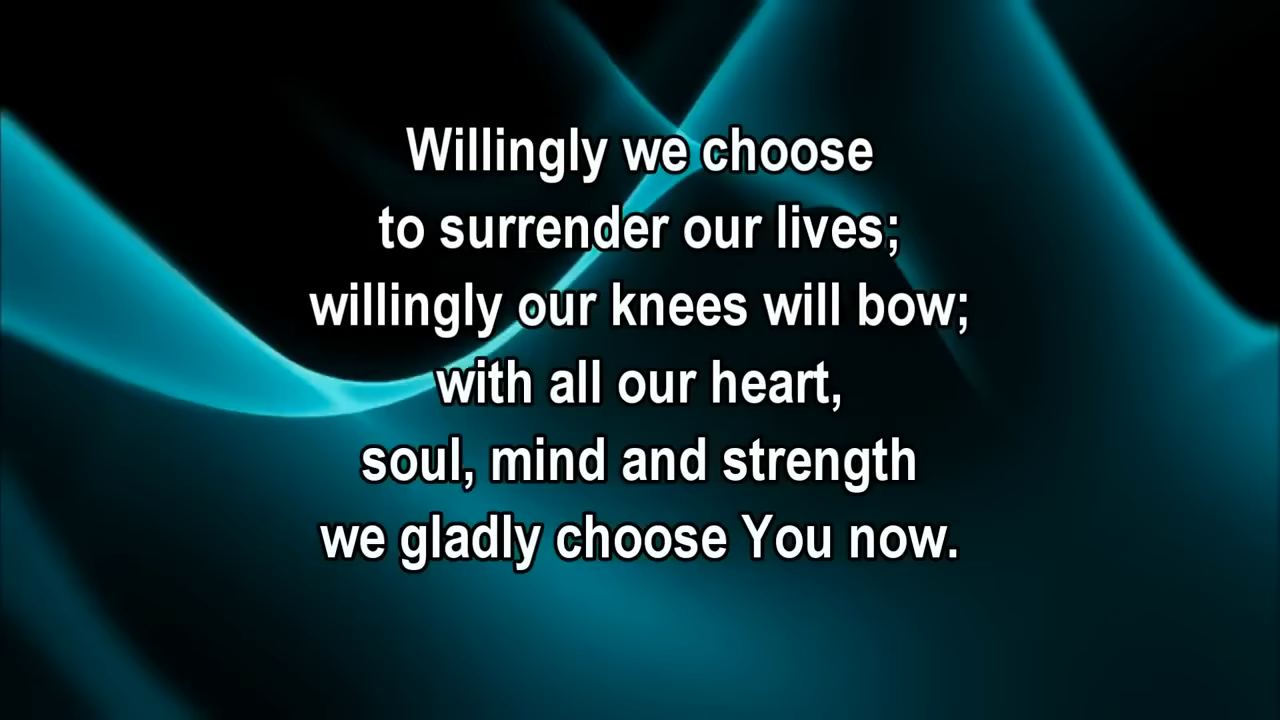 Willingly we choose
to surrender our lives;
willingly our knees will bow;
with all our heart,
soul, mind and strength
we gladly choose You now.